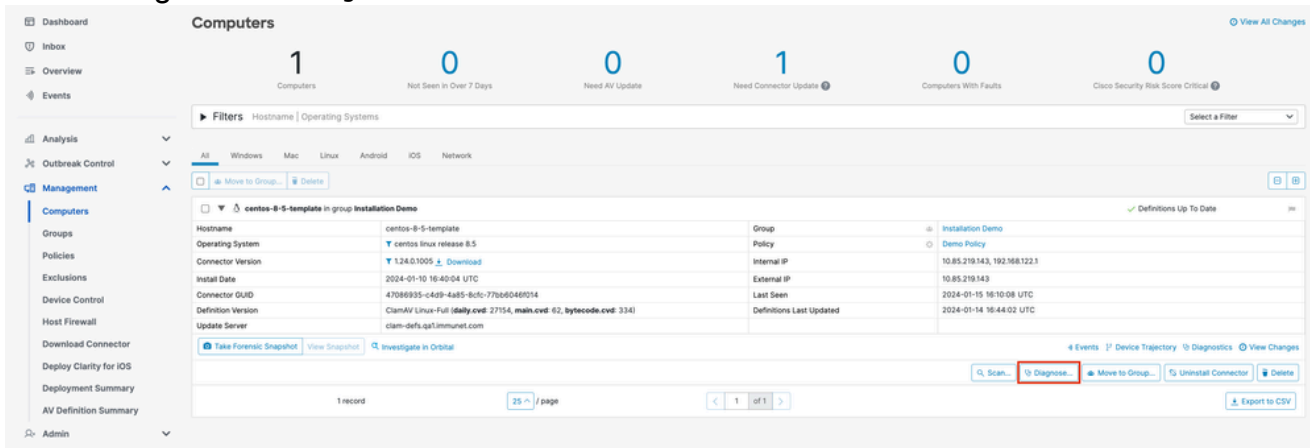 Dashboard
Inbox
Overview
Events
Analysis
Outbreak Control
Management
Computers
Groups
Policies
Exclusions
Device Control
Host Firewall
Download Connector
Deploy Clarity for iOS
Deployment Summary
AV Definition Summary
Admin
Computers
View All Changes
1
Computers
0
Not Seen in Over 7 Days
0
Need AV Update
1
Need Connector Update
0
Computers With Faults
0
Cisco Security Risk Score Critical
Filters Hostname | Operating Systems
Select a Filter
All Windows Mac Linux Android iOS Network
Move to Group... Delete
centos-8-5-template in group Installation Demo
Definitions Up To Date
Hostname centos-8-5-template Group Installation Demo
Operating System centos linux release 8.5 Policy Demo Policy
Connector Version 1.24.0.1005 Download Internal IP 10.85.219.143, 192.168.122.1
Install Date 2024-01-10 16:40:04 UTC External IP 10.85.219.143
Connector GUID 47086935-c4d9-4a85-8cfc-77bb6046f014 Last Seen 2024-01-15 16:10:08 UTC
Definition Version ClamAV Linux-Full (daily.cvd: 27154, main.cvd: 62, bytecode.cvd: 334) Definitions Last Updated 2024-01-14 16:44:02 UTC
Update Server clam-defs.qa1.immunet.com
Take Forensic Snapshot View Snapshot Investigate in Orbital
Events Device Trajectory Diagnostics View Changes
Scan... Diagnose... Move to Group... Uninstall Connector Delete
1 record 25 / page 1 of 1 Export to CSV